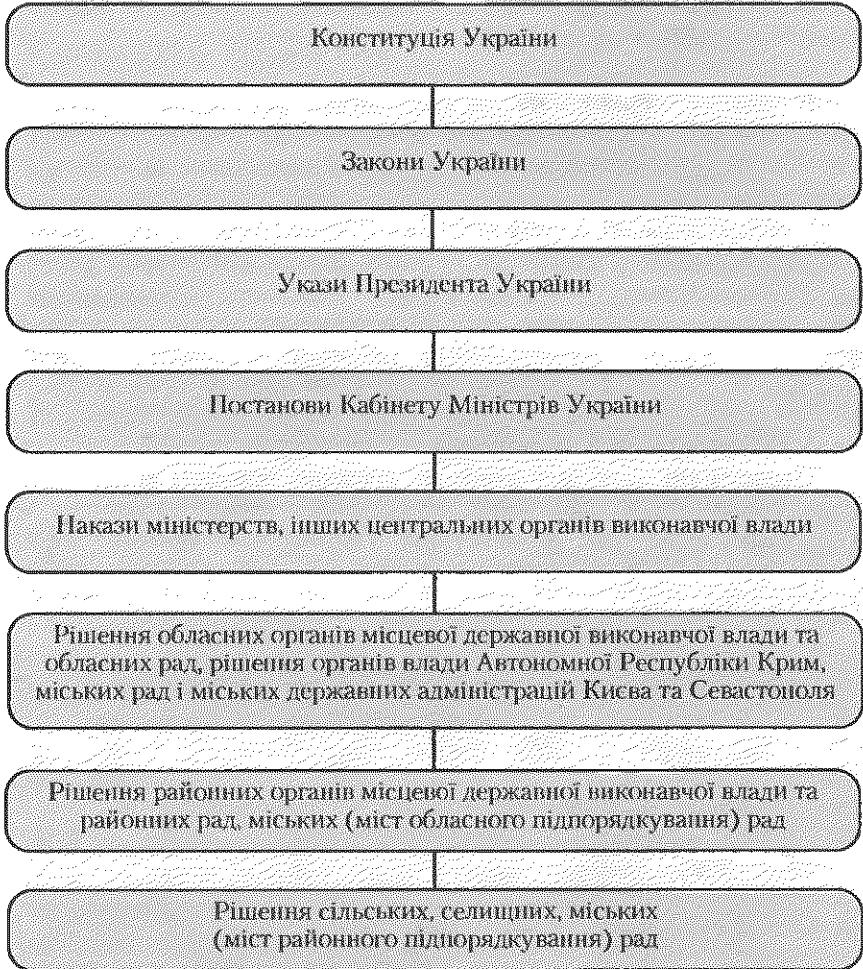 Конституція України
Закони України
Укази Президента України
Постанови Кабінету Міністрів України
Накази міністерств, інших центральних органів виконавчої влади
Рішення обласних органів місцевої державної виконавчої влади та
обласних рад, рішення органів влади Автономної Республіки Крим,
міських рад і міських державних адміністрацій Києва та Севастополя
Рішення районних органів місцевої державної виконавчої влади та
районних рад, міських (міст обласного підпорядкування) рад
Рішення сільських, селищних, міських
(міст районного підпорядкування) рад